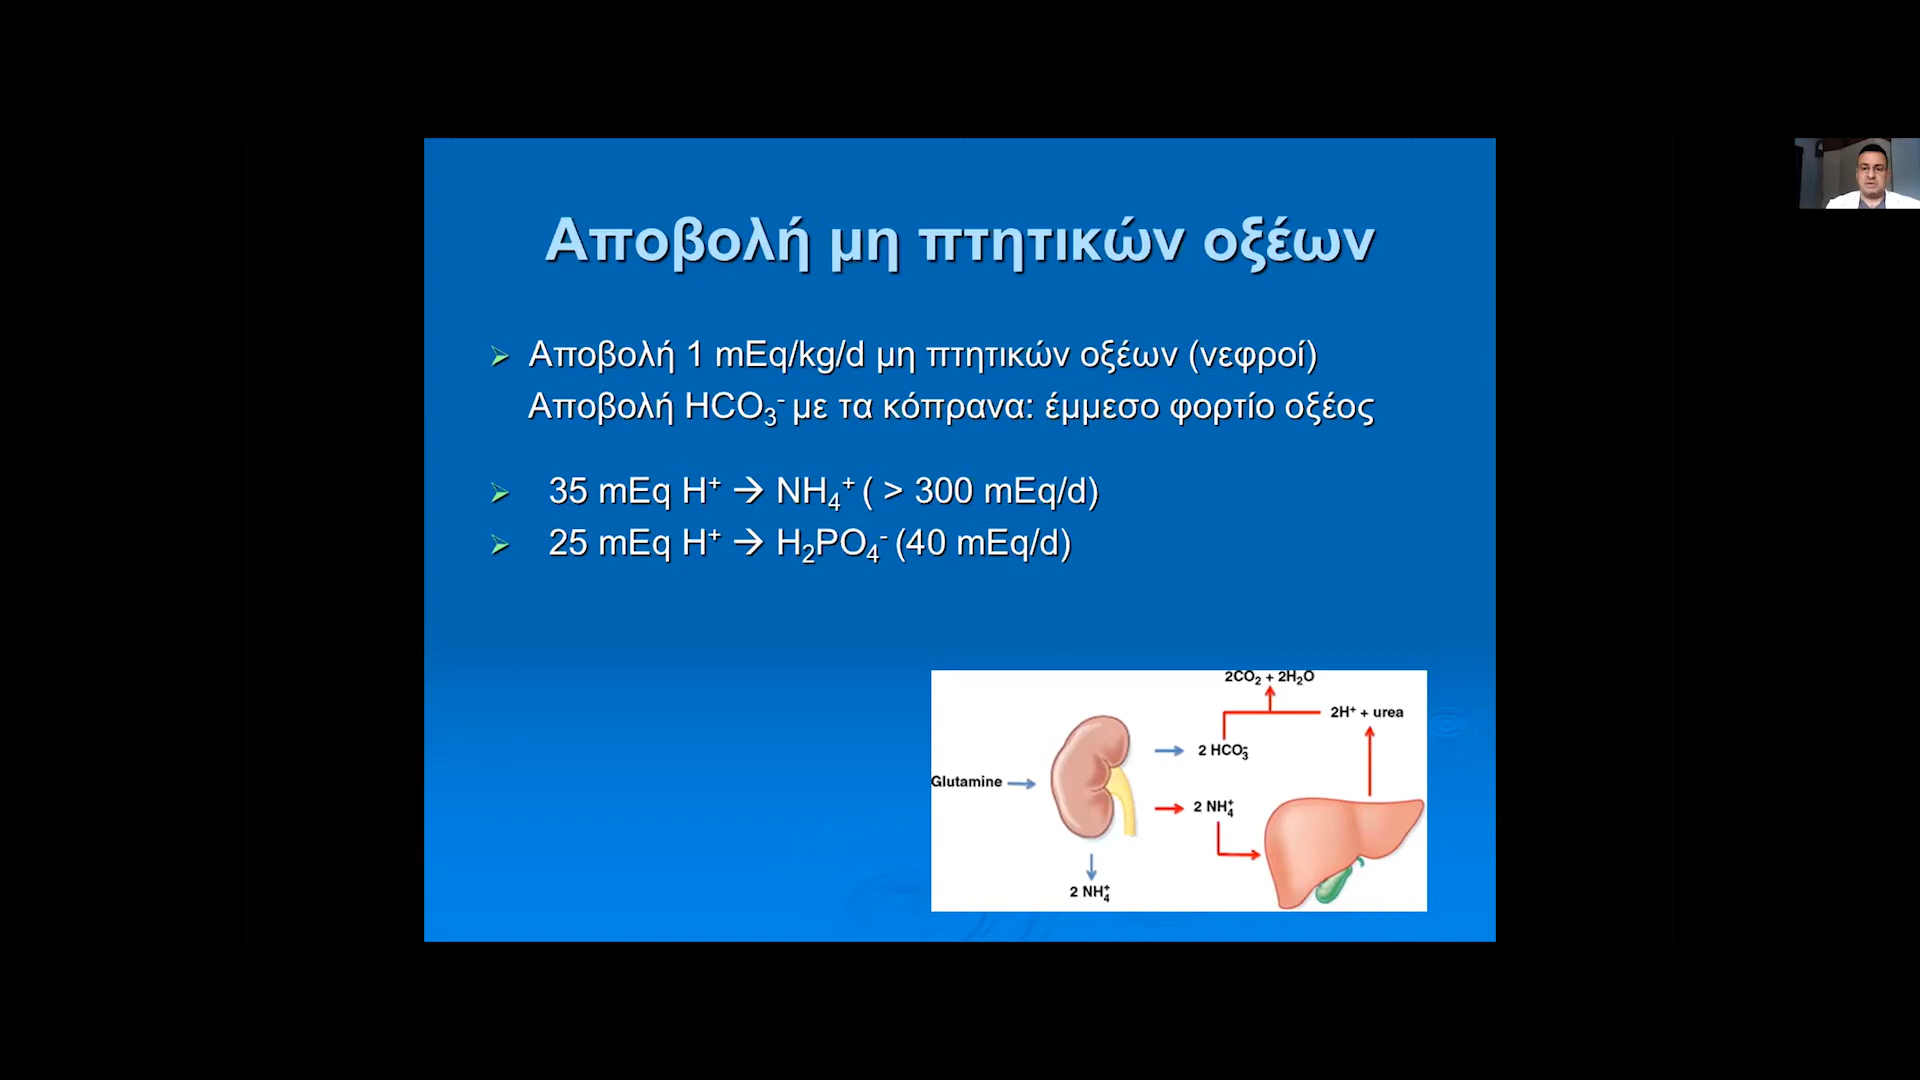 Αποβολή μη πτητικών οξέων
➢ Αποβολή 1 mEq/kg/d μη πτητικών οξέων (νεφροί)
Αποβολή HCO₃⁻ με τα κόπρανα: έμμεσο φορτίο οξέος
➢ 35 mEq H⁺ → NH₄⁺ ( > 300 mEq/d)
➢ 25 mEq H⁺ → H₂PO₄⁻ (40 mEq/d)
2CO₂ + 2H₂O
2H⁺ + urea
2 HCO₃⁻
Glutamine
2 NH₄⁺
2 NH₄⁺